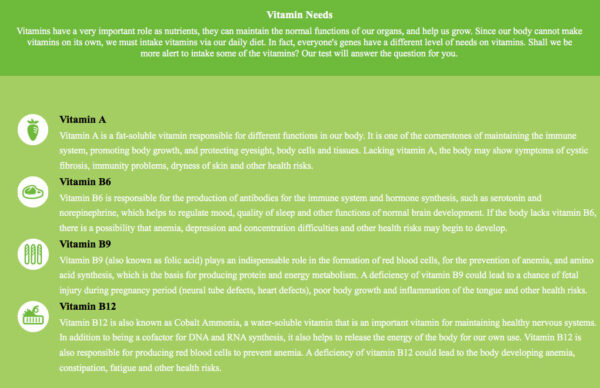 Vitamin Needs
Vitamins have a very important role as nutrients, they can maintain the normal functions of our organs, and help us grow. Since our body cannot make
vitamins on its own, we must intake vitamins via our daily diet. In fact, everyone's genes have a different level of needs on vitamins. Shall we be
more alert to intake some of the vitamins? Our test will answer the question for you.
Vitamin A
Vitamin A is a fat-soluble vitamin responsible for different functions in our body. It is one of the cornerstones of maintaining the immune
system, promoting body growth, and protecting eyesight, body cells and tissues. Lacking vitamin A, the body may show symptoms of cystic
fibrosis, immunity problems, dryness of skin and other health risks.
Vitamin B6
Vitamin B6 is responsible for the production of antibodies for the immune system and hormone synthesis, such as serotonin and
norepinephrine, which helps to regulate mood, quality of sleep and other functions of normal brain development. If the body lacks vitamin B6,
there is a possibility that anemia, depression and concentration difficulties and other health risks may begin to develop.
Vitamin B9
Vitamin B9 (also known as folic acid) plays an indispensable role in the formation of red blood cells, for the prevention of anemia, and amino
acid synthesis, which is the basis for producing protein and energy metabolism. A deficiency of vitamin B9 could lead to a chance of fetal
injury during pregnancy period (neural tube defects, heart defects), poor body growth and inflammation of the tongue and other health risks.
Vitamin B12
Vitamin B12 is also known as Cobalt Ammonia, a water-soluble vitamin that is an important vitamin for maintaining healthy nervous systems.
In addition to being a cofactor for DNA and RNA synthesis, it also helps to release the energy of the body for our own use. Vitamin B12 is
also responsible for producing red blood cells to prevent anemia. A deficiency of vitamin B12 could lead to the body developing anemia,
constipation, fatigue and other health risks.